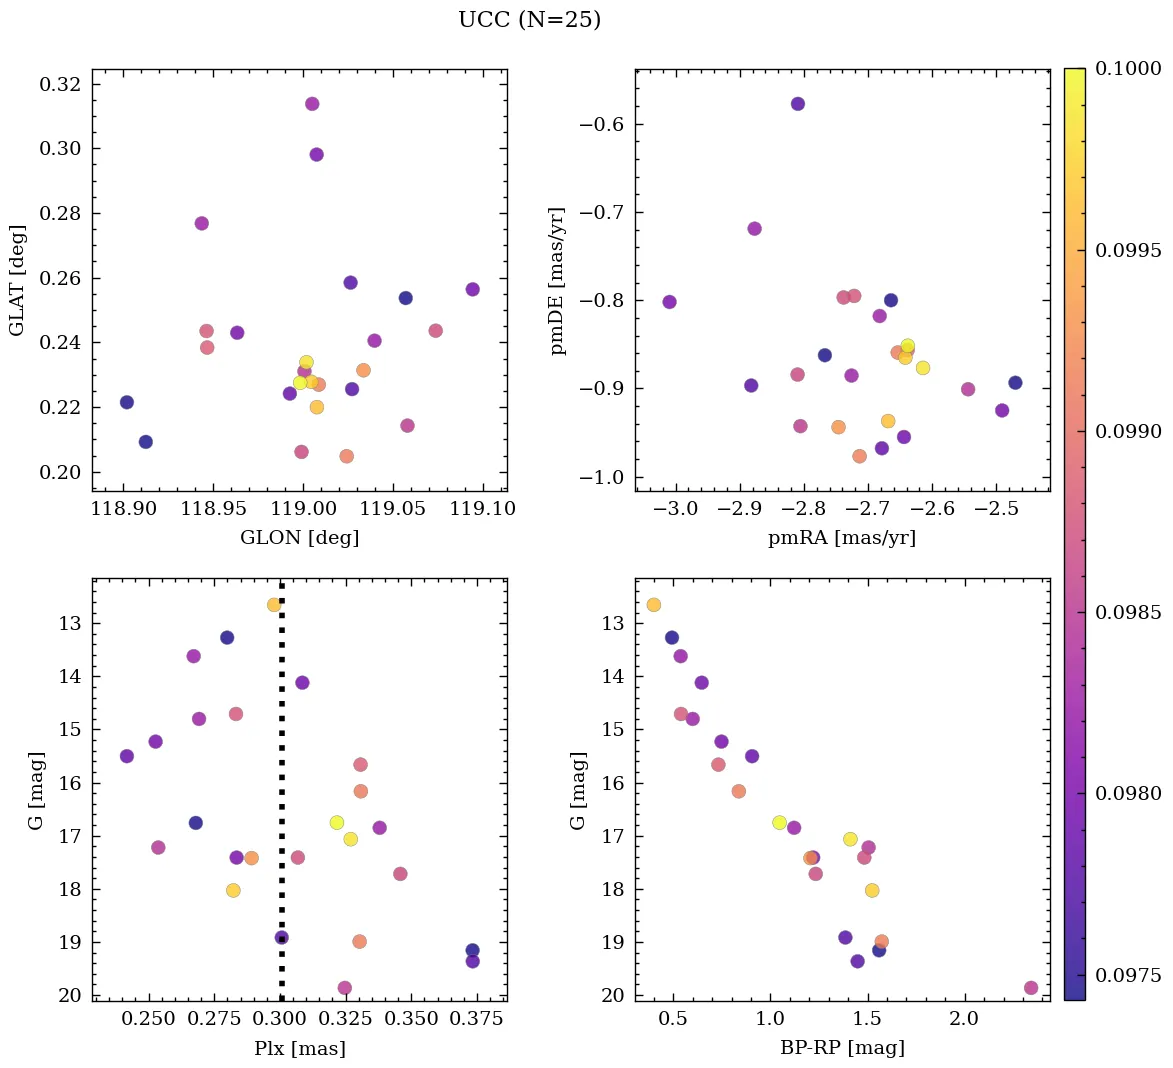 UCC (N=25)
0.32
0.30
0.28
0.26
0.24
0.22
0.20
GLAT [deg]
118.90 118.95 119.00 119.05 119.10
GLON [deg]
−0.6
−0.7
−0.8
−0.9
−1.0
pmDE [mas/yr]
−3.0 −2.9 −2.8 −2.7 −2.6 −2.5
pmRA [mas/yr]
0.1000
0.0995
0.0990
0.0985
0.0980
0.0975
13
14
15
16
17
18
19
20
G [mag]
0.250 0.275 0.300 0.325 0.350 0.375
Plx [mas]
13
14
15
16
17
18
19
20
G [mag]
0.5 1.0 1.5 2.0
BP-RP [mag]